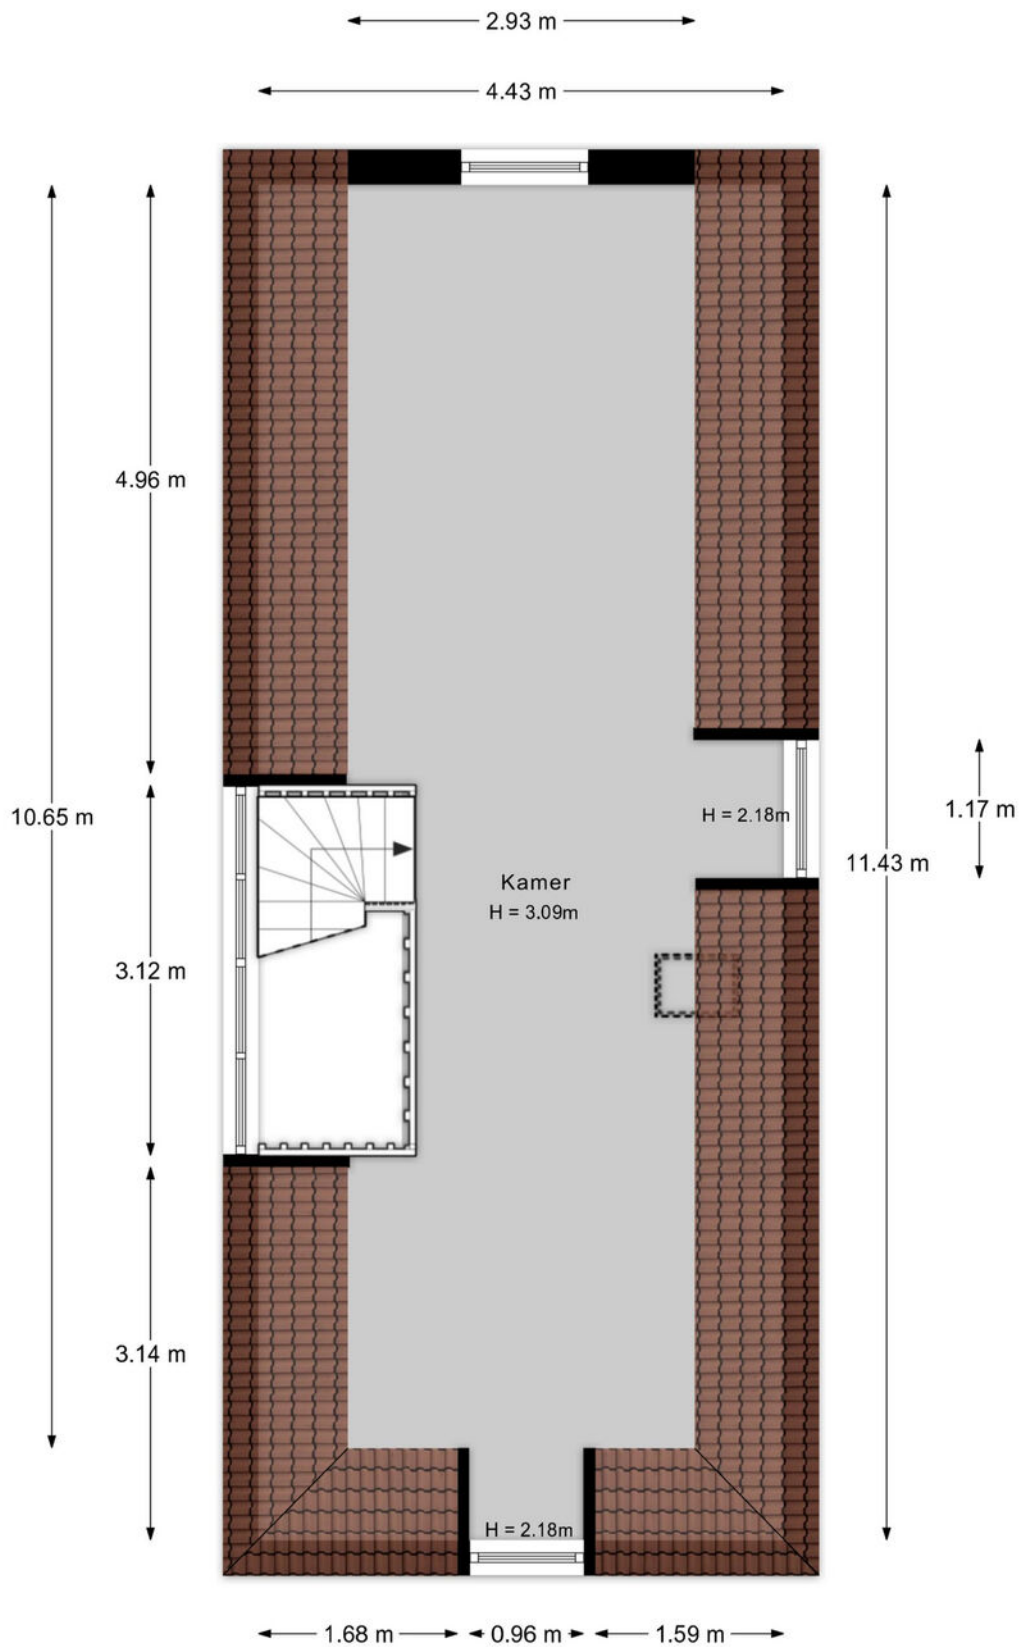 2.93 m
4.43 m
4.96 m
10.65 m
H = 2.18m
1.17 m
11.43 m
Kamer
H = 3.09m
3.12 m
3.14 m
H = 2.18m
1.68 m
0.96 m
1.59 m